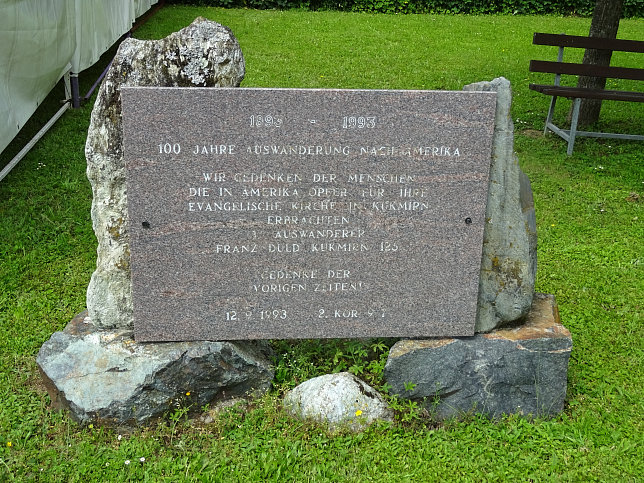 1893 - 1993
100 JAHRE AUSWANDERUNG NACH AMERIKA
WIR GEDENKEN DER MENSCHEN
DIE IN AMERIKA OPFER FÜR IHRE
EVANGELISCHE KIRCHE IN KUKMIRN
ERBRACHTEN
1. AUSWANDERER
FRANZ DULD KUKMIRN 125
GEDENKE DER
VORIGEN ZEITEN!
12.9.1993 2. KOR 9.7